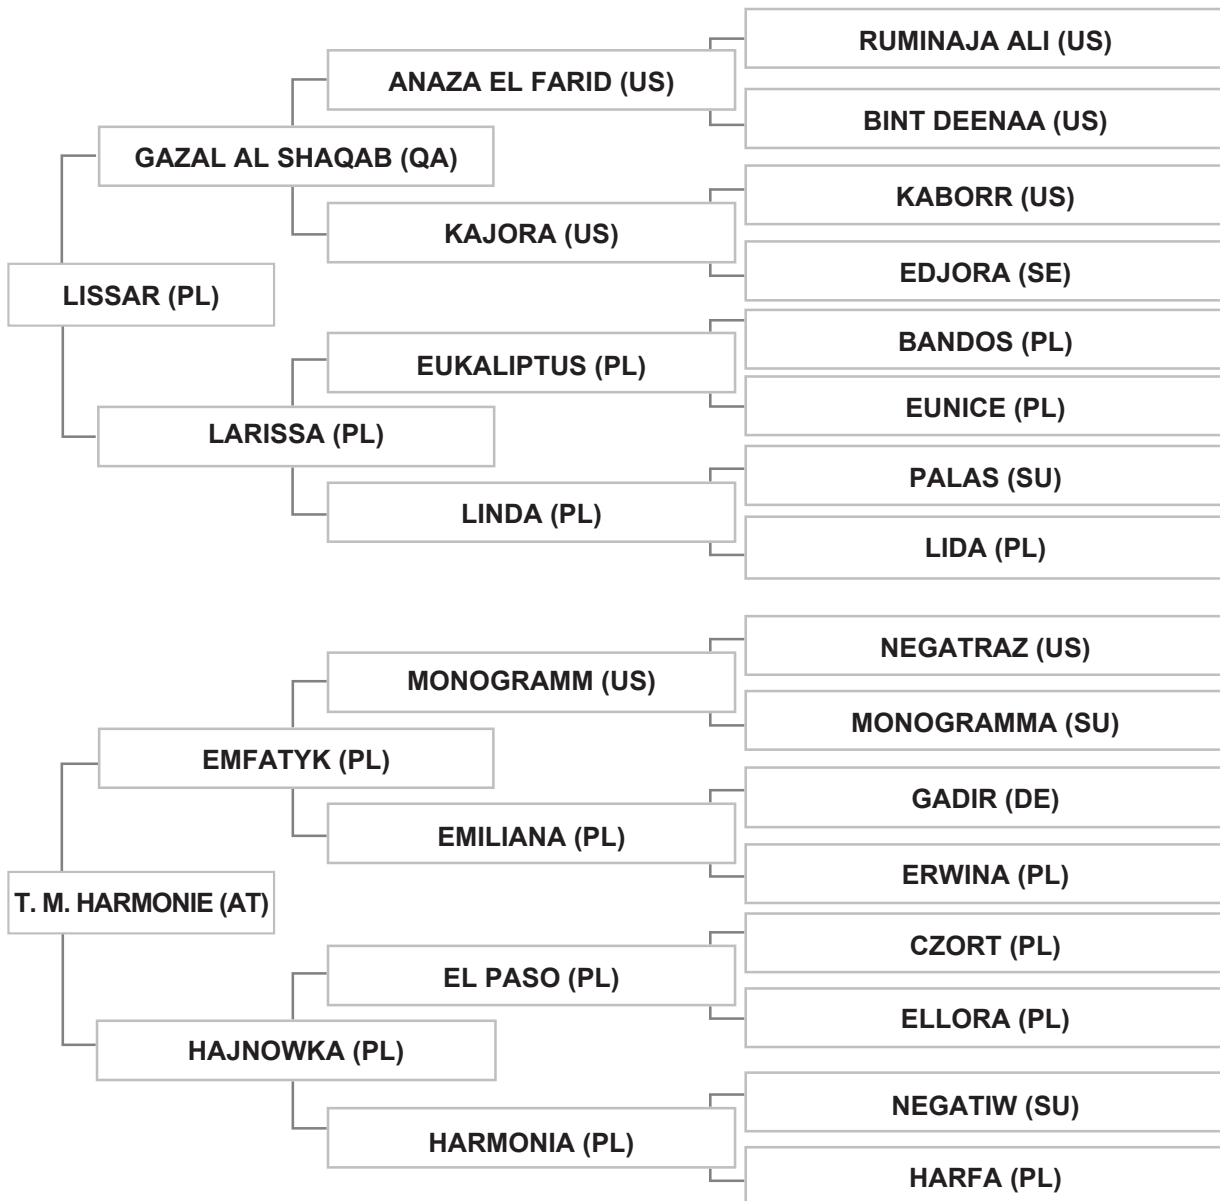 RUMINAJA ALI (US)
ANAZA EL FARID (US)
BINT DEENAA (US)
GAZAL AL SHAQAB (QA)
KABORR (US)
KAJORA (US)
EDJORA (SE)
LISSAR (PL)
BANDOS (PL)
EUKALIPTUS (PL)
EUNICE (PL)
LARISSA (PL)
PALAS (SU)
LINDA (PL)
LIDA (PL)
NEGATRAZ (US)
MONOGRAMM (US)
MONOGRAMMA (SU)
EMFATYK (PL)
GADIR (DE)
EMILIANA (PL)
ERWINA (PL)
T. M. HARMONIE (AT)
CZORT (PL)
EL PASO (PL)
ELLORA (PL)
HAJNOWKA (PL)
NEGATIW (SU)
HARMONIA (PL)
HARFA (PL)